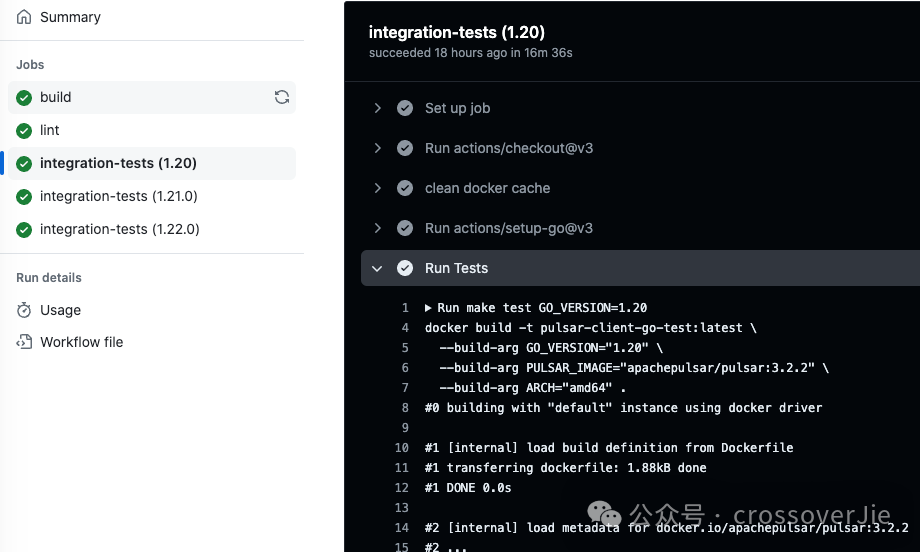 Summary
Jobs
build
lint
integration-tests (1.20)
integration-tests (1.21.0)
integration-tests (1.22.0)
Run details
Usage
Workflow file
integration-tests (1.20)
succeeded 18 hours ago in 16m 36s
Set up job
Run actions/checkout@v3
clean docker cache
Run actions/setup-go@v3
Run Tests
1 ▶ Run make test GO_VERSION=1.20
4 docker build -t pulsar-client-go-test:latest \
5 --build-arg GO_VERSION="1.20" \
6 --build-arg PULSAR_IMAGE="apachepulsar/pulsar:3.2.2" \
7 --build-arg ARCH="amd64" .
8 #0 building with "default" instance using docker driver
9
10 #1 [internal] load build definition from Dockerfile
11 #1 transferring dockerfile: 1.88kB done
12 #1 DONE 0.0s
13
公众号 · crossoverJie
14 #2 [internal] load metadata for docker.io/apachepulsar/pulsar:3.2.2
15 #2 ...